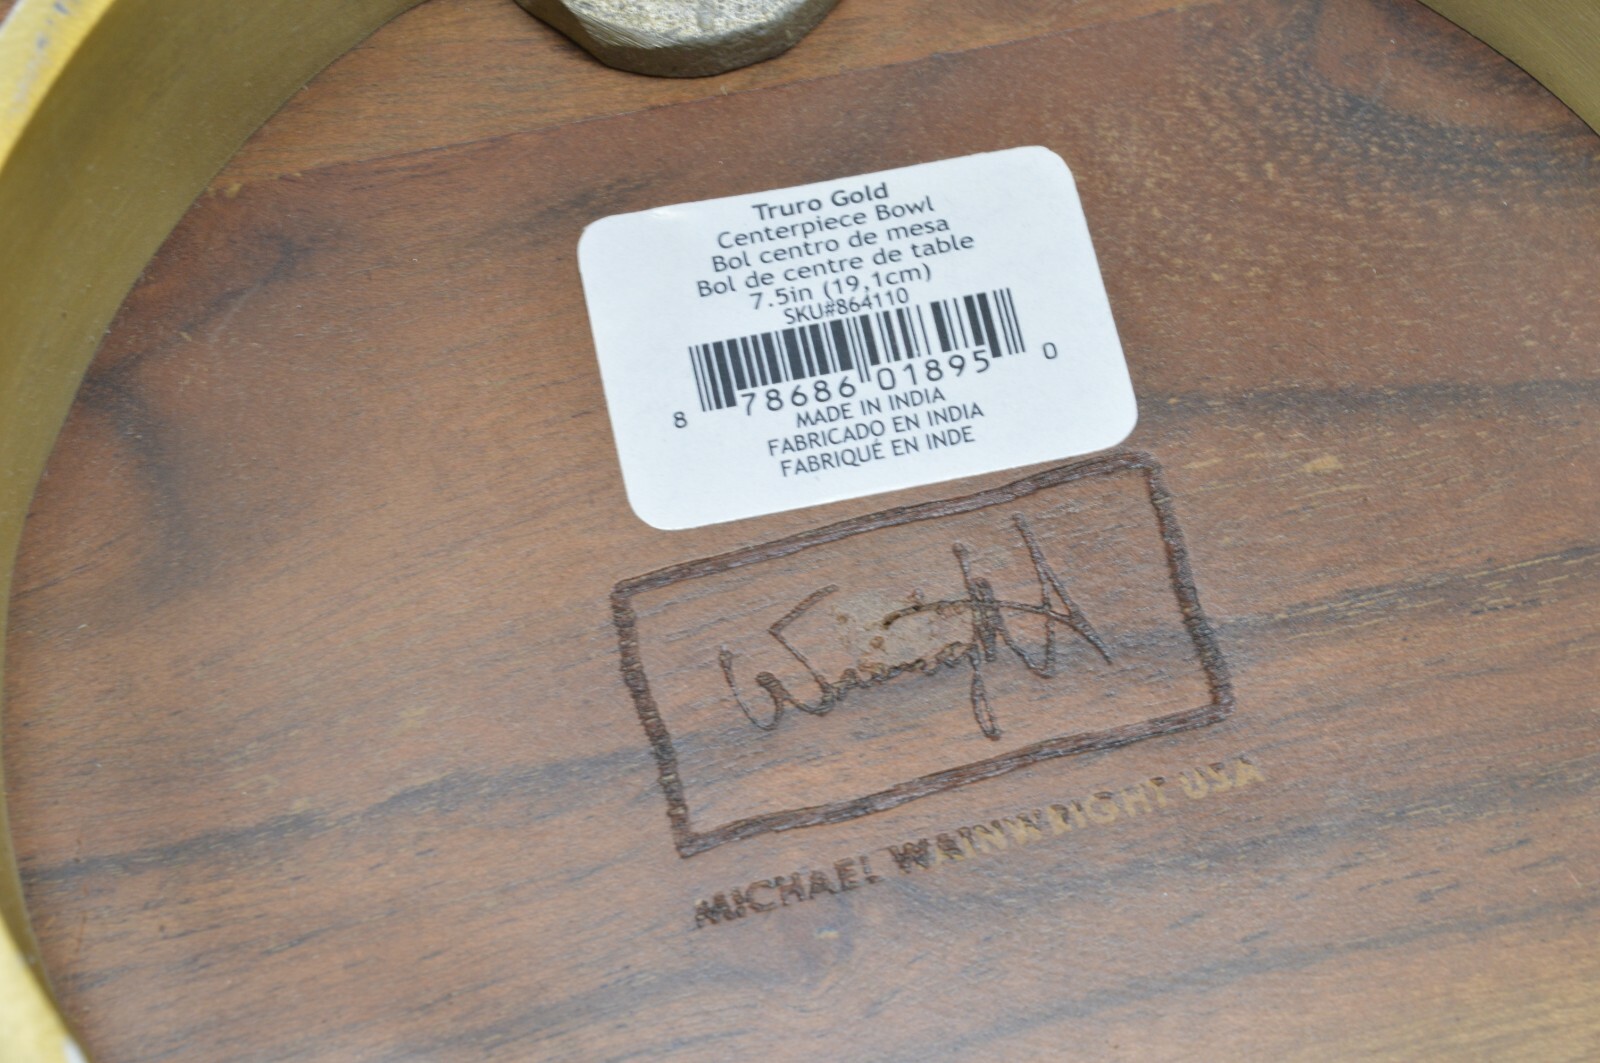 Truro Gold
Centerpiece Bowl
Bol centro de mesa
Bol de centre de table
7.5in (19,1cm)
SKU#864110
8 78686 01895 0
MADE IN INDIA
FABRICADO EN INDIA
FABRIQUÉ EN INDE
Wainwright
MICHAEL WAINWRIGHT USA